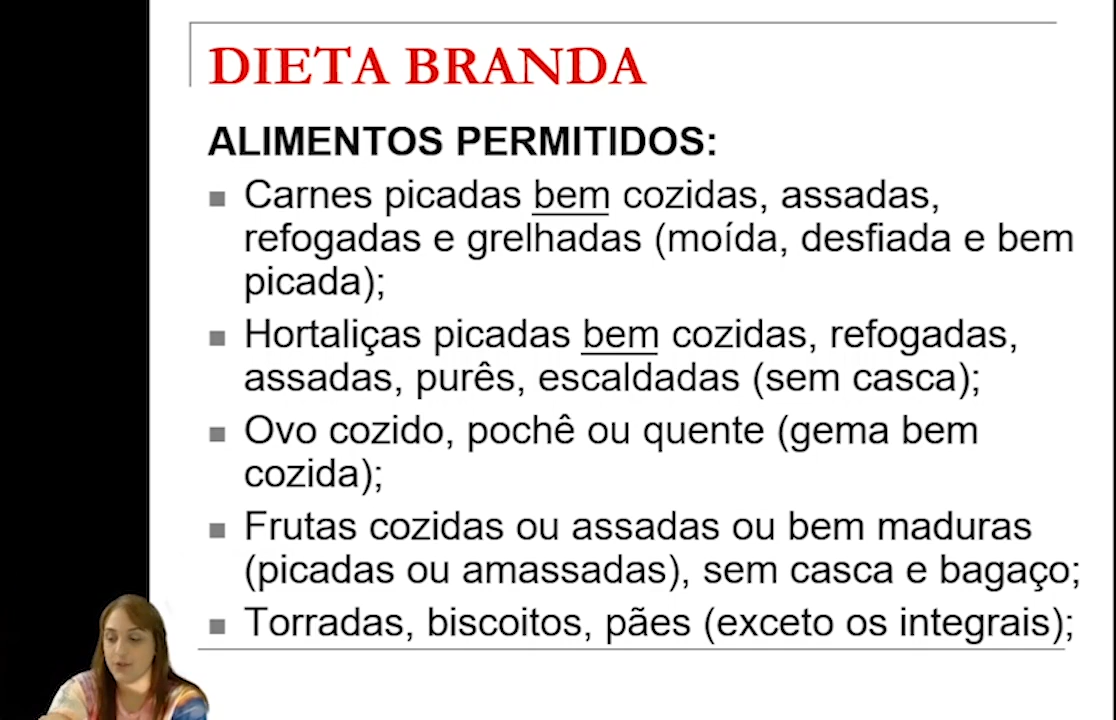 DIETA BRANDA
ALIMENTOS PERMITIDOS:
Carnes picadas bem cozidas, assadas,
refogadas e grelhadas (moída, desfiada e bem
picada);
Hortaliças picadas bem cozidas, refogadas,
assadas, purês, escaldadas (sem casca);
Ovo cozido, pochê ou quente (gema bem
cozida);
Frutas cozidas ou assadas ou bem maduras
(picadas ou amassadas), sem casca e bagaço;
Torradas, biscoitos, pães (exceto os integrais);